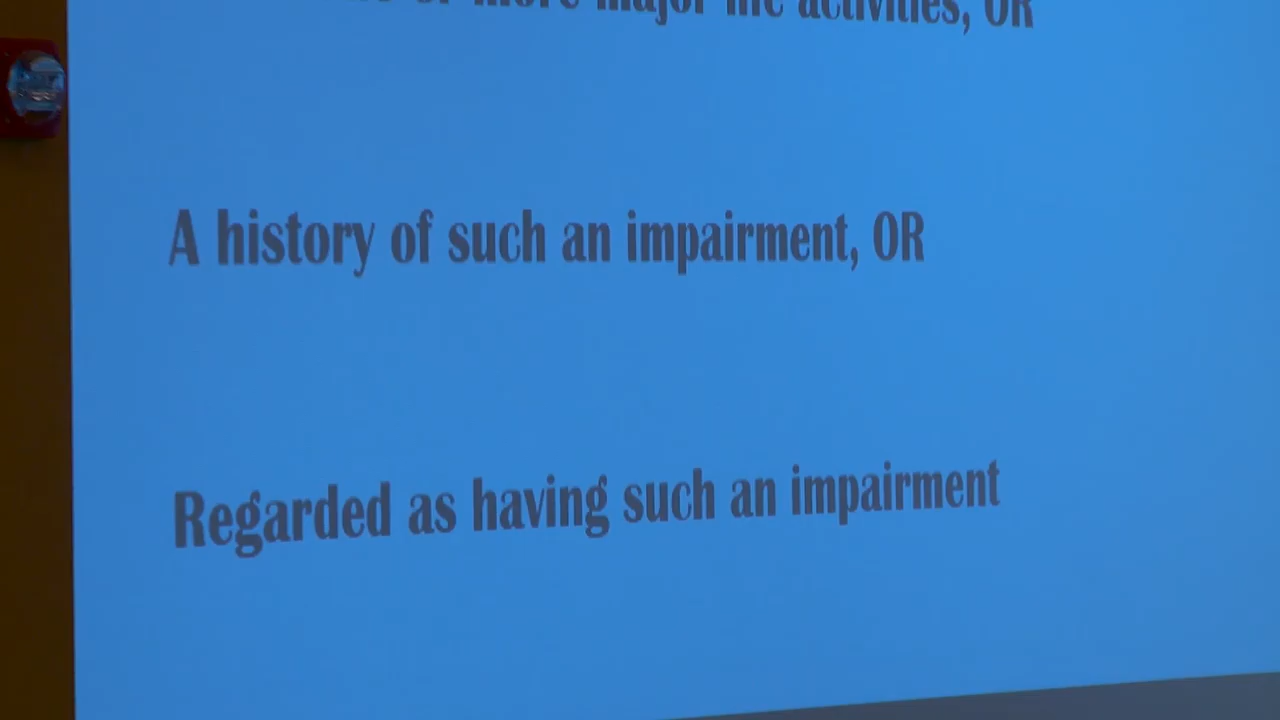 or more major life activities, OR
A history of such an impairment, OR
Regarded as having such an impairment